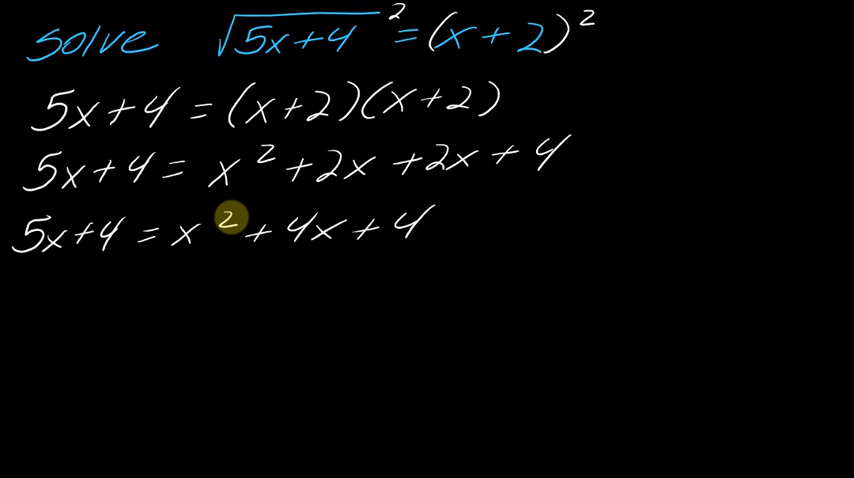 solve √(5x+4)² = (x+2)²
5x+4 = (x+2)(x+2)
5x+4 = x²+2x+2x+4
5x+4 = x²+4x+4